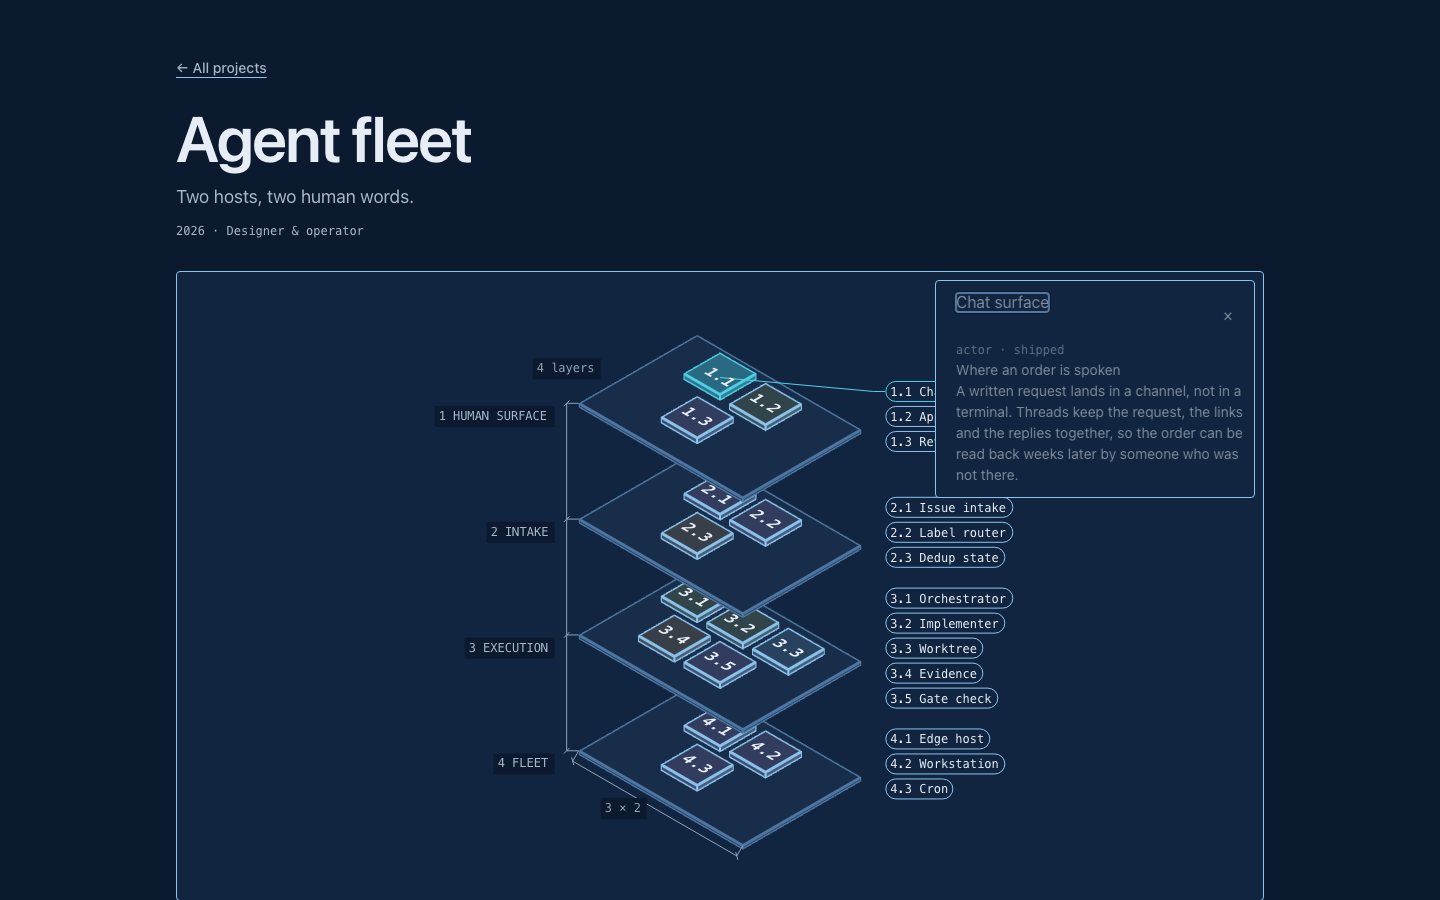 ← All projects
Agent fleet
Two hosts, two human words.
2026 · Designer & operator
Chat surface
×
actor · shipped
Where an order is spoken
A written request lands in a channel, not in a
terminal. Threads keep the request, the links
and the replies together, so the order can be
read back weeks later by someone who was
not there.
4 layers
1 HUMAN SURFACE
1.1
1.2
1.3
1.1 Ch
1.2 Ap
1.3 Re
2 INTAKE
2.1
2.2
2.3
2.1 Issue intake
2.2 Label router
2.3 Dedup state
3 EXECUTION
3.1
3.2
3.3
3.4
3.5
3.1 Orchestrator
3.2 Implementer
3.3 Worktree
3.4 Evidence
3.5 Gate check
4 FLEET
4.1
4.2
4.3
4.1 Edge host
4.2 Workstation
4.3 Cron
3 × 2